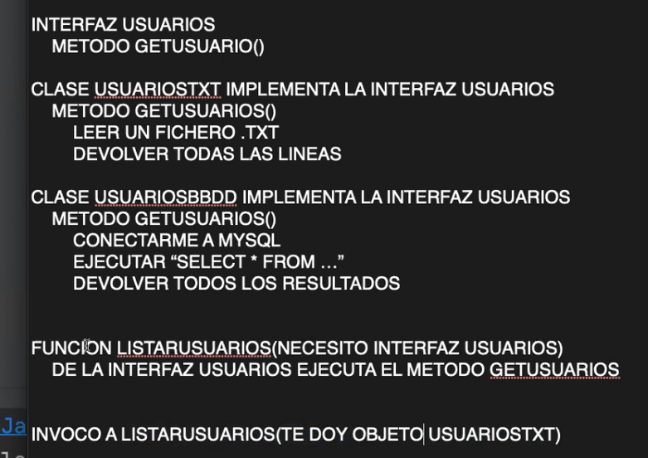 INTERFAZ USUARIOS
METODO GETUSUARIO()
CLASE USUARIOSTXT IMPLEMENTA LA INTERFAZ USUARIOS
METODO GETUSUARIOS()
LEER UN FICHERO .TXT
DEVOLVER TODAS LAS LINEAS
CLASE USUARIOSBBDD IMPLEMENTA LA INTERFAZ USUARIOS
METODO GETUSUARIOS()
CONECTARME A MYSQL
EJECUTAR “SELECT * FROM …”
DEVOLVER TODOS LOS RESULTADOS
FUNCION LISTARUSUARIOS(NECESITO INTERFAZ USUARIOS)
DE LA INTERFAZ USUARIOS EJECUTA EL METODO GETUSUARIOS
Ja
INVOCO A LISTARUSUARIOS(TE DOY OBJETO USUARIOSTXT)